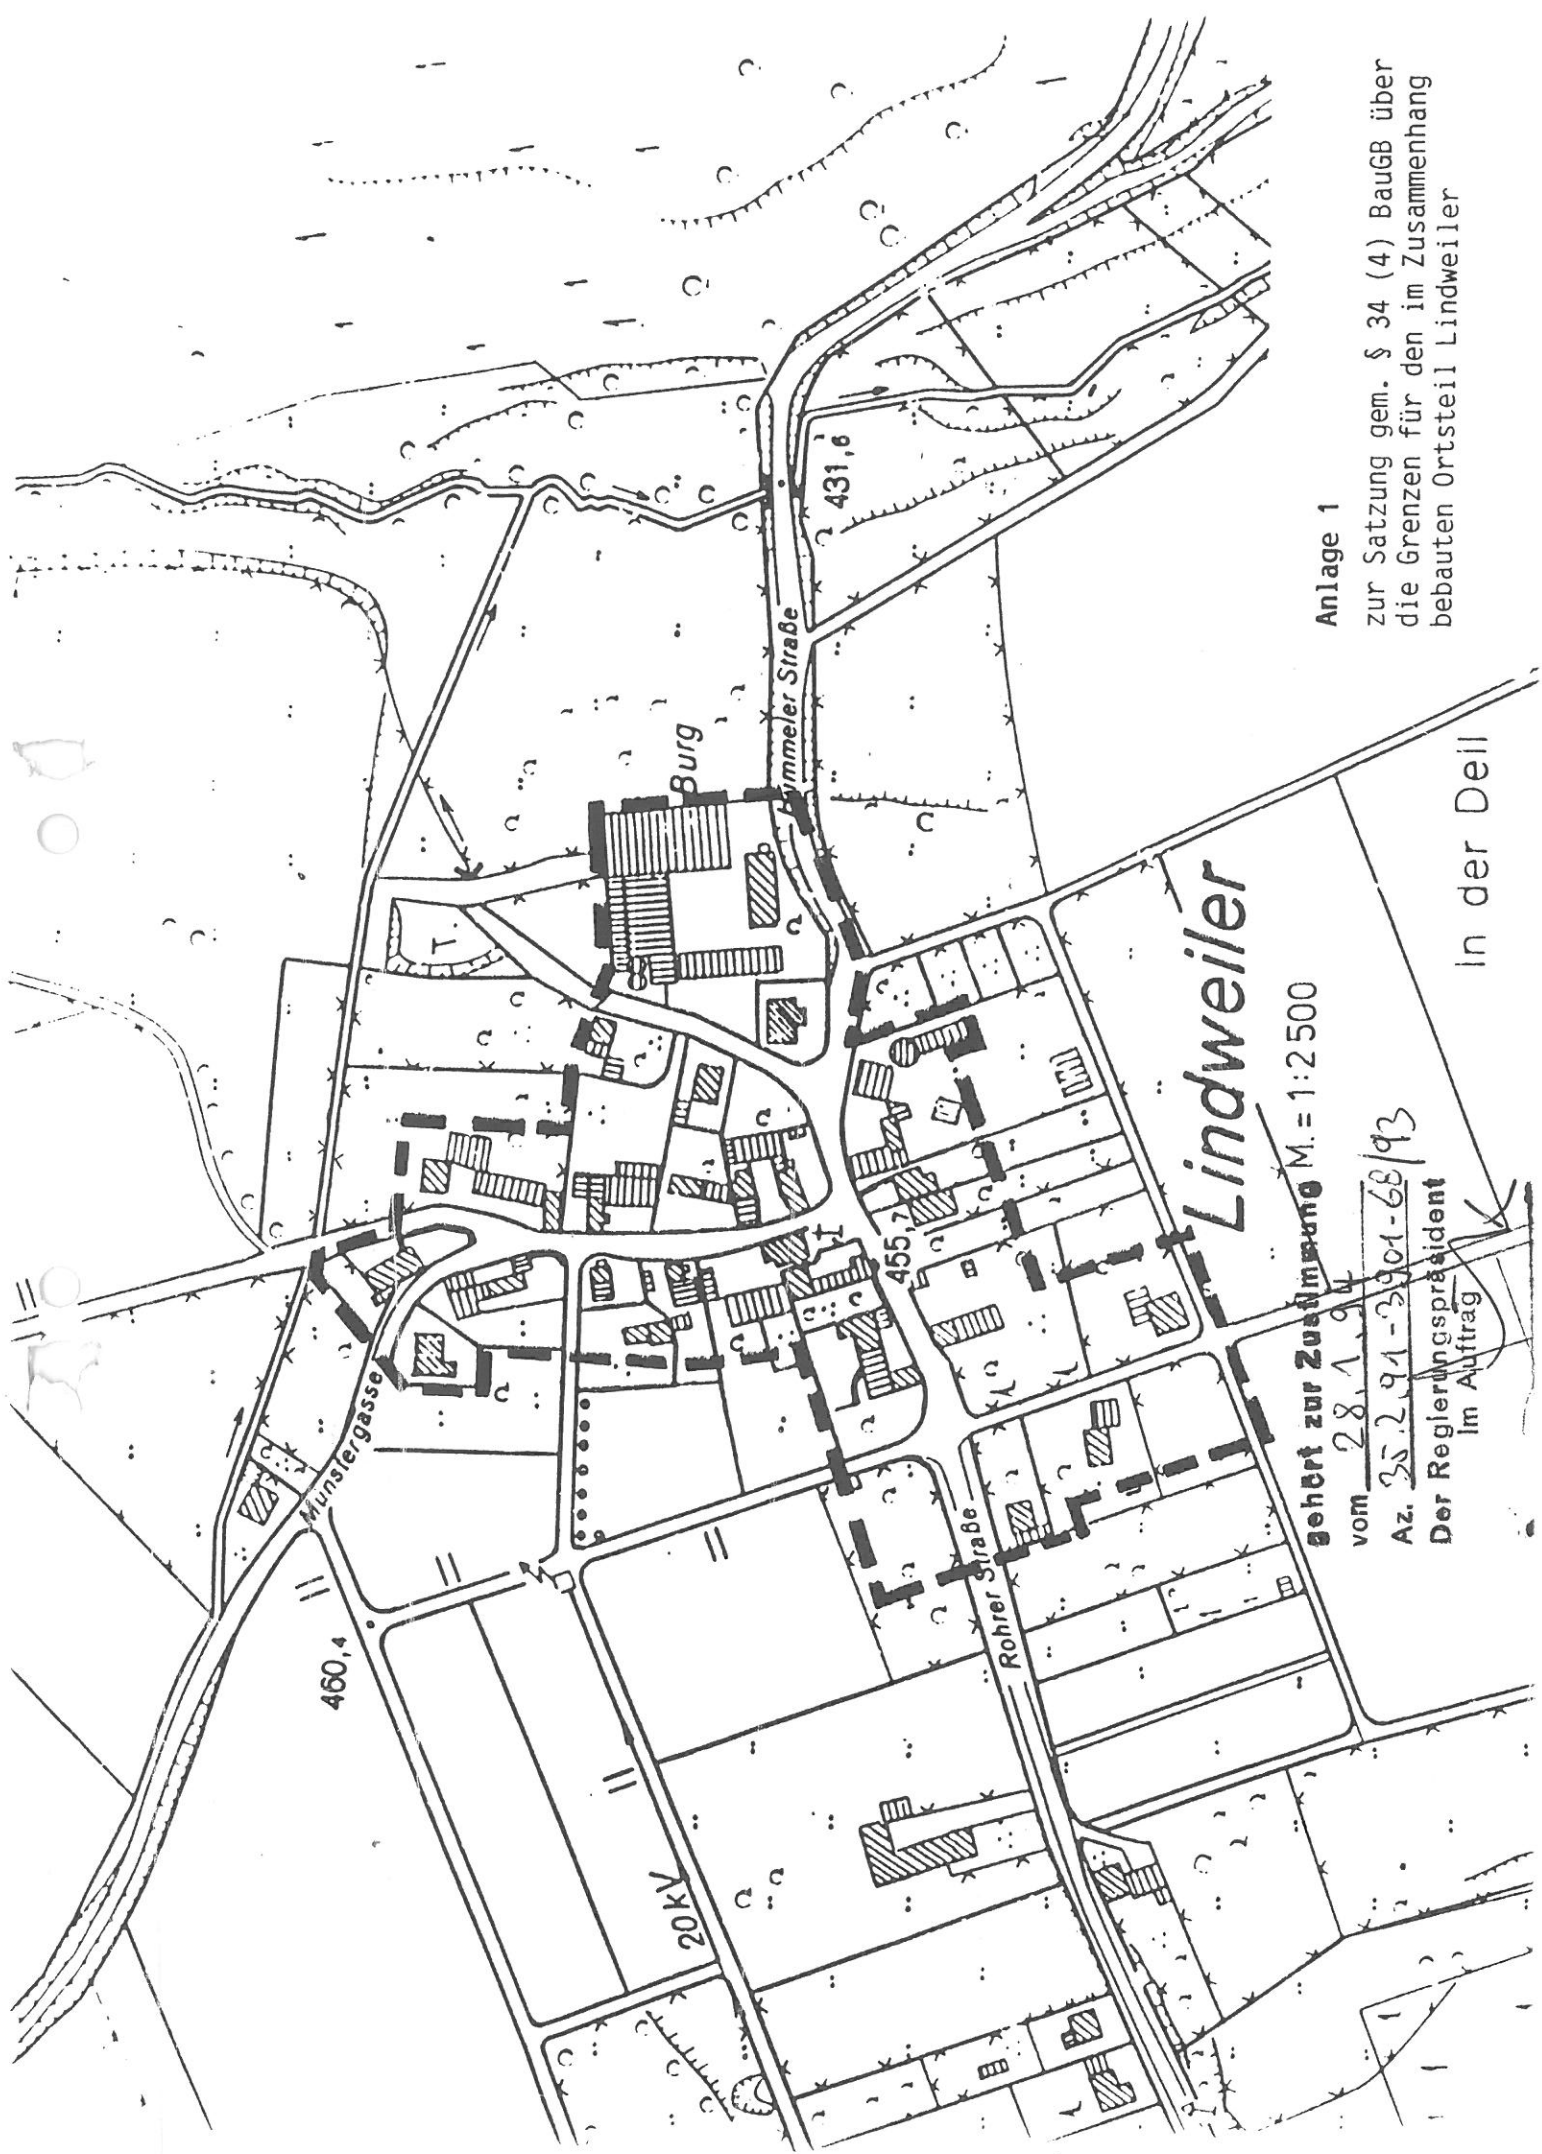 Anlage 1
zur Satzung gem. § 34 (4) BauGB über
die Grenzen für den im Zusammenhang
bebauten Ortsteil Lindweiler
Lindweiler
M.= 1:2500
gehört zur Zustimmung
vom 28.1.94
Az. 35.2.91-3901-68/93
Der Regierungspräsident
Im Auftrag
In der Deil
Burg
Straße
431,6
455,7
460,4
20kV
Münstergasse
Rohrer Straße
T